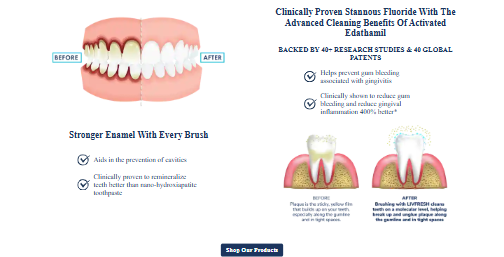 BEFORE
AFTER
Stronger Enamel With Every Brush
Aids in the prevention of cavities
Clinically proven to remineralize
teeth better than nano-hydroxiapatite
toothpaste
Clinically Proven Stannous Fluoride With The
Advanced Cleaning Benefits Of Activated
Edathamil
BACKED BY 40+ RESEARCH STUDIES & 40 GLOBAL
PATENTS
Helps prevent gum bleeding
associated with gingivitis
Clinically shown to reduce gum
bleeding and reduce gingival
inflammation 400% better*
BEFORE
Plaque is the sticky, yellow film
that builds up on your teeth,
especially along the gumline
and in tight spaces.
AFTER
Brushing with LIVFRESH cleans
teeth on a molecular level, helping
break up and unglue plaque along
the gumline and in tight spaces.
Shop Our Products